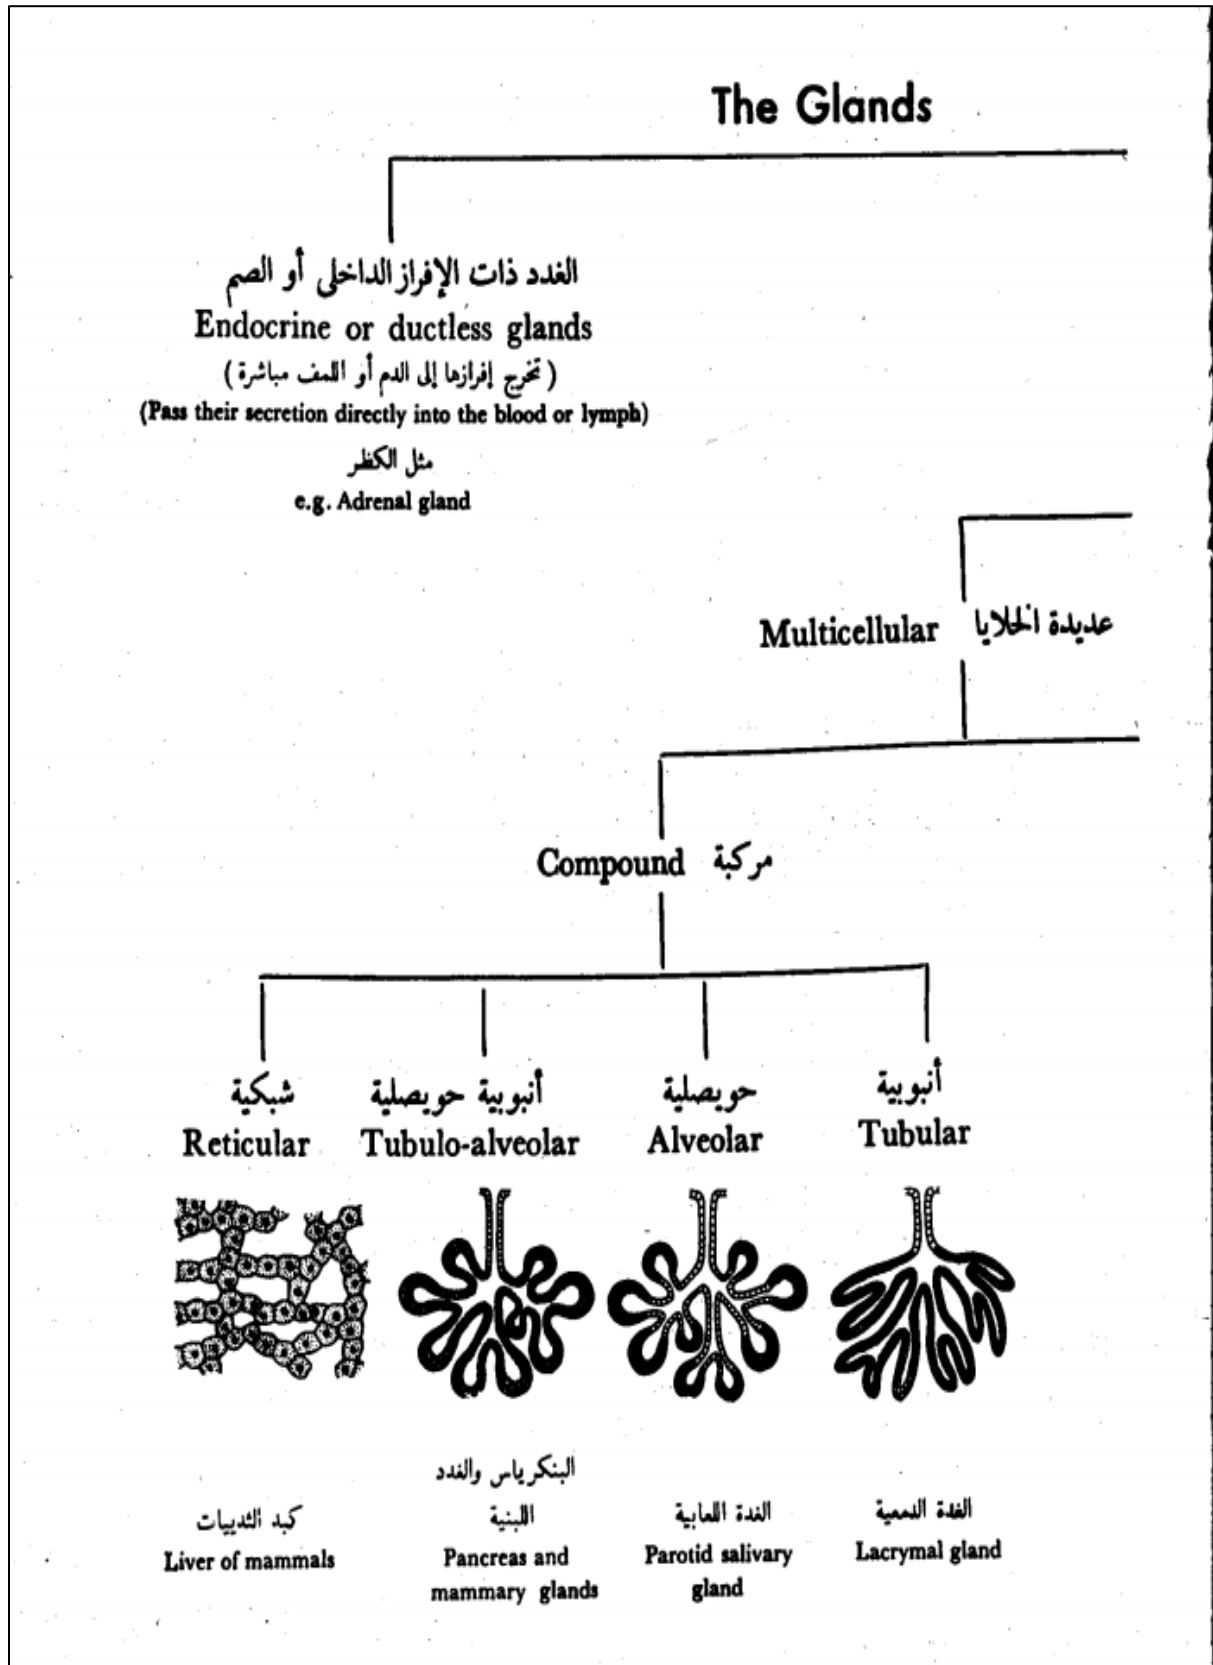 The Glands
الغدد ذات الإفراز الداخلى أو الصم
Endocrine or ductless glands
(تخرج إفرازها إلى الدم أو اللمف مباشرة)
(Pass their secretion directly into the blood or lymph)
مثل الكظر
e.g. Adrenal gland
Multicellular عديدة الخلايا
Compound مركبة
شبكية
Reticular
أنبوبية حويصلية
Tubulo-alveolar
حويصلية
Alveolar
أنبوبية
Tubular
كبد الثدييات
Liver of mammals
البنكرياس والغدد
اللبنية
Pancreas and
mammary glands
الغدة اللعابية
Parotid salivary
gland
الغدة الدمعية
Lacrymal gland